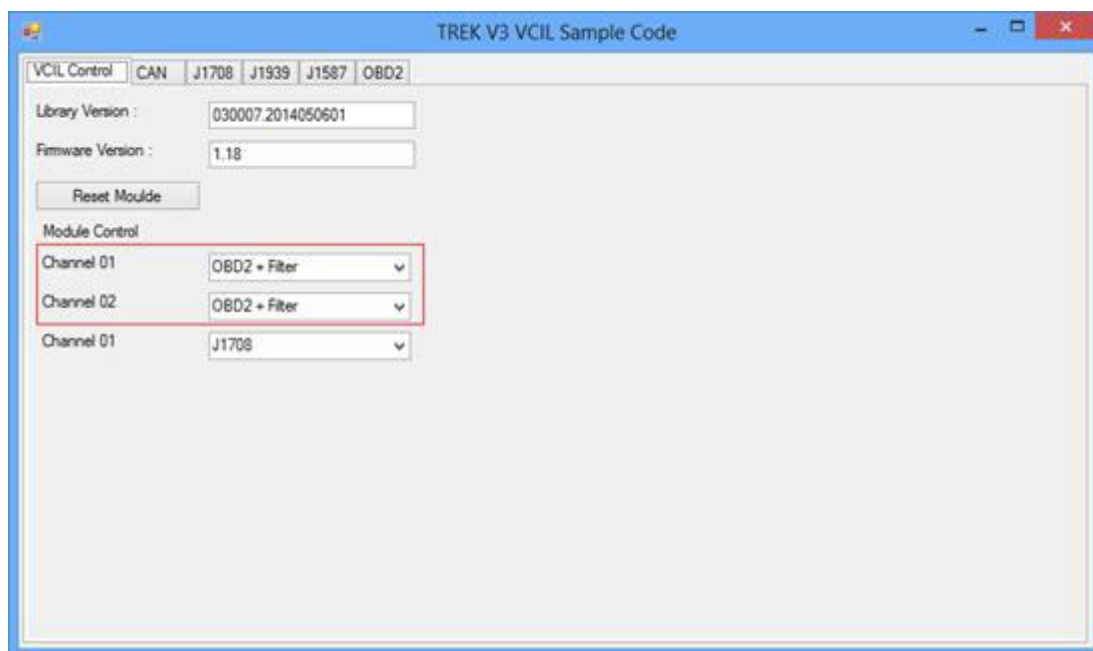 TREK V3 VCIL Sample Code
VCIL Control CAN J1708 J1939 J1587 OBD2
Library Version : 030007.2014050601
Firmware Version : 1.18
Reset Moulde
Module Control
Channel 01 OBD2 + Filter
Channel 02 OBD2 + Filter
Channel 01 J1708